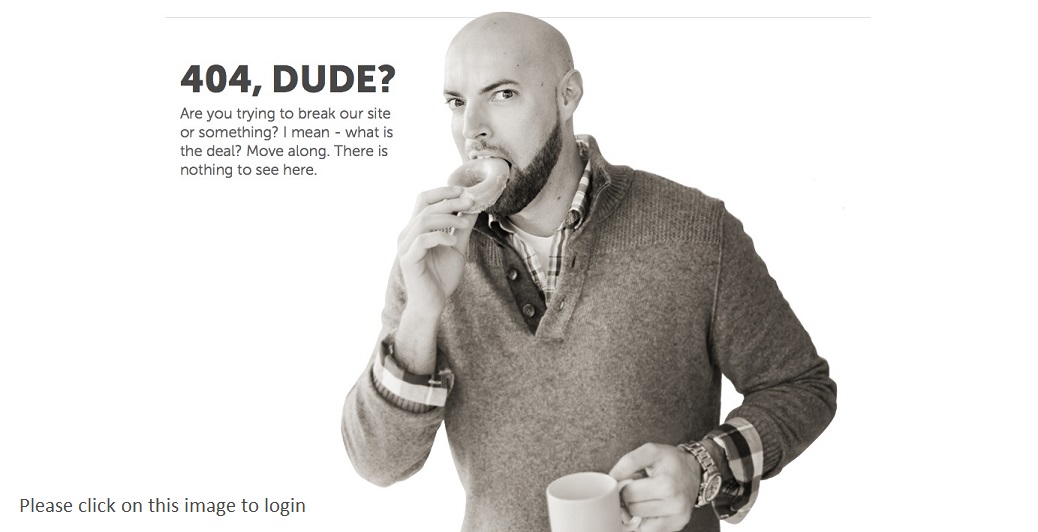 404, DUDE?
Are you trying to break our site
or something? I mean - what is
the deal? Move along. There is
nothing to see here.
Please click on this image to login